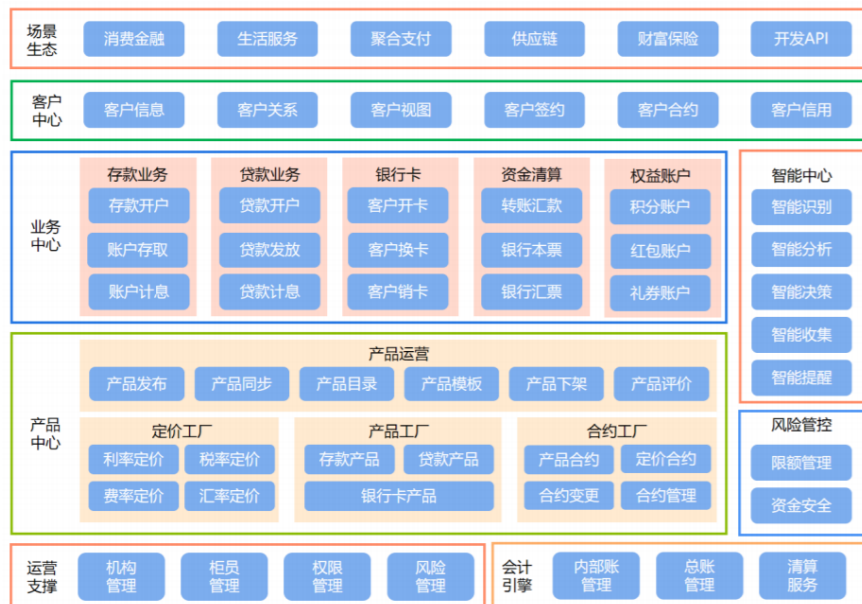 场景
生态
消费金融
生活服务
聚合支付
供应链
财富保险
开发API
客户
中心
客户信息
客户关系
客户视图
客户签约
客户合约
客户信用
业务
中心
存款业务
存款开户
账户存取
账户计息
贷款业务
贷款开户
贷款发放
贷款计息
银行卡
客户开卡
客户换卡
客户销卡
资金清算
转账汇款
银行本票
银行汇票
权益账户
积分账户
红包账户
礼券账户
智能中心
智能识别
智能分析
智能决策
智能收集
智能提醒
产品
中心
产品运营
产品发布
产品同步
产品目录
产品模板
产品下架
产品评价
定价工厂
利率定价
税率定价
费率定价
汇率定价
产品工厂
存款产品
贷款产品
银行卡产品
合约工厂
产品合约
定价合约
合约变更
合约管理
风险管控
限额管理
资金安全
运营
支撑
机构
管理
柜员
管理
权限
管理
风险
管理
会计
引擎
内部账
管理
总账
管理
清算
服务